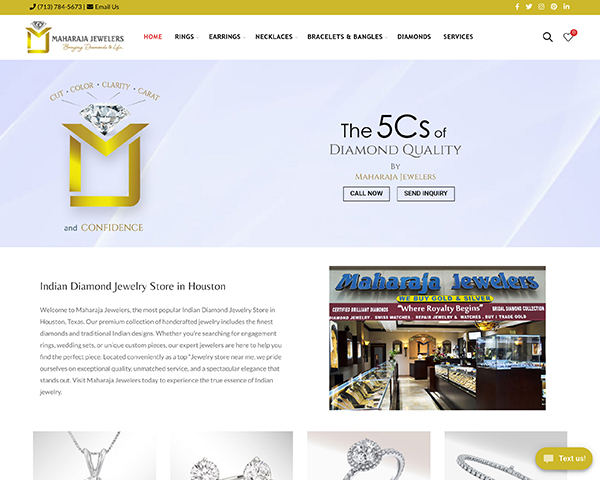 (713) 784-5673 | Email Us
MAHARAJA JEWELERS
Bringing Diamonds to Life.
HOME RINGS EARRINGS NECKLACES BRACELETS & BANGLES DIAMONDS SERVICES
0
CUT • COLOR • CLARITY • CARAT
and CONFIDENCE
The 5Cs of
DIAMOND QUALITY
BY
MAHARAJA JEWELERS
CALL NOW SEND INQUIRY
Indian Diamond Jewelry Store in Houston
Welcome to Maharaja Jewelers, the most popular Indian Diamond Jewelry Store in
Houston, Texas. Our premium collection of handcrafted jewelry includes the finest
diamonds and traditional Indian designs. Whether you're searching for engagement
rings, wedding sets, or unique custom pieces, our expert jewelers are here to help you
find the perfect piece. Located conveniently as a top "Jewelry store near me, we pride
ourselves on exceptional quality, unmatched service, and a spectacular elegance that
stands out. Visit Maharaja Jewelers today to experience the true essence of Indian
jewelry.
Maharaja Jewelers
WE BUY GOLD & SILVER
CERTIFIED BRILLIANT DIAMONDS "Where Royalty Begins" BRIDAL DIAMOND COLLECTION
DIAMOND JEWELRY - SWISS WATCHES - REPAIR JEWELRY & WATCHES - BUY / TRADE GOLD
Text us!